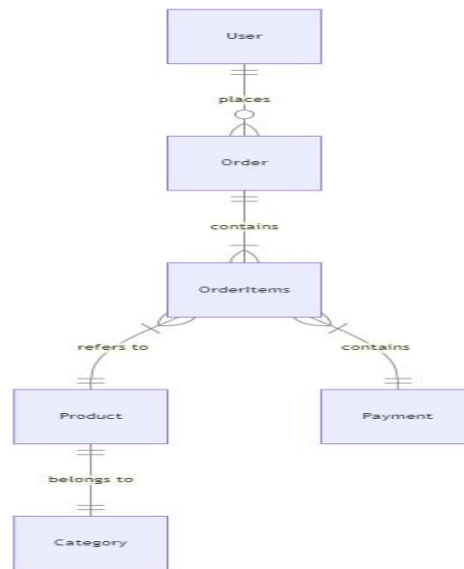 User
places
Order
contains
OrderItems
refers to
contains
Product
Payment
belongs to
Category